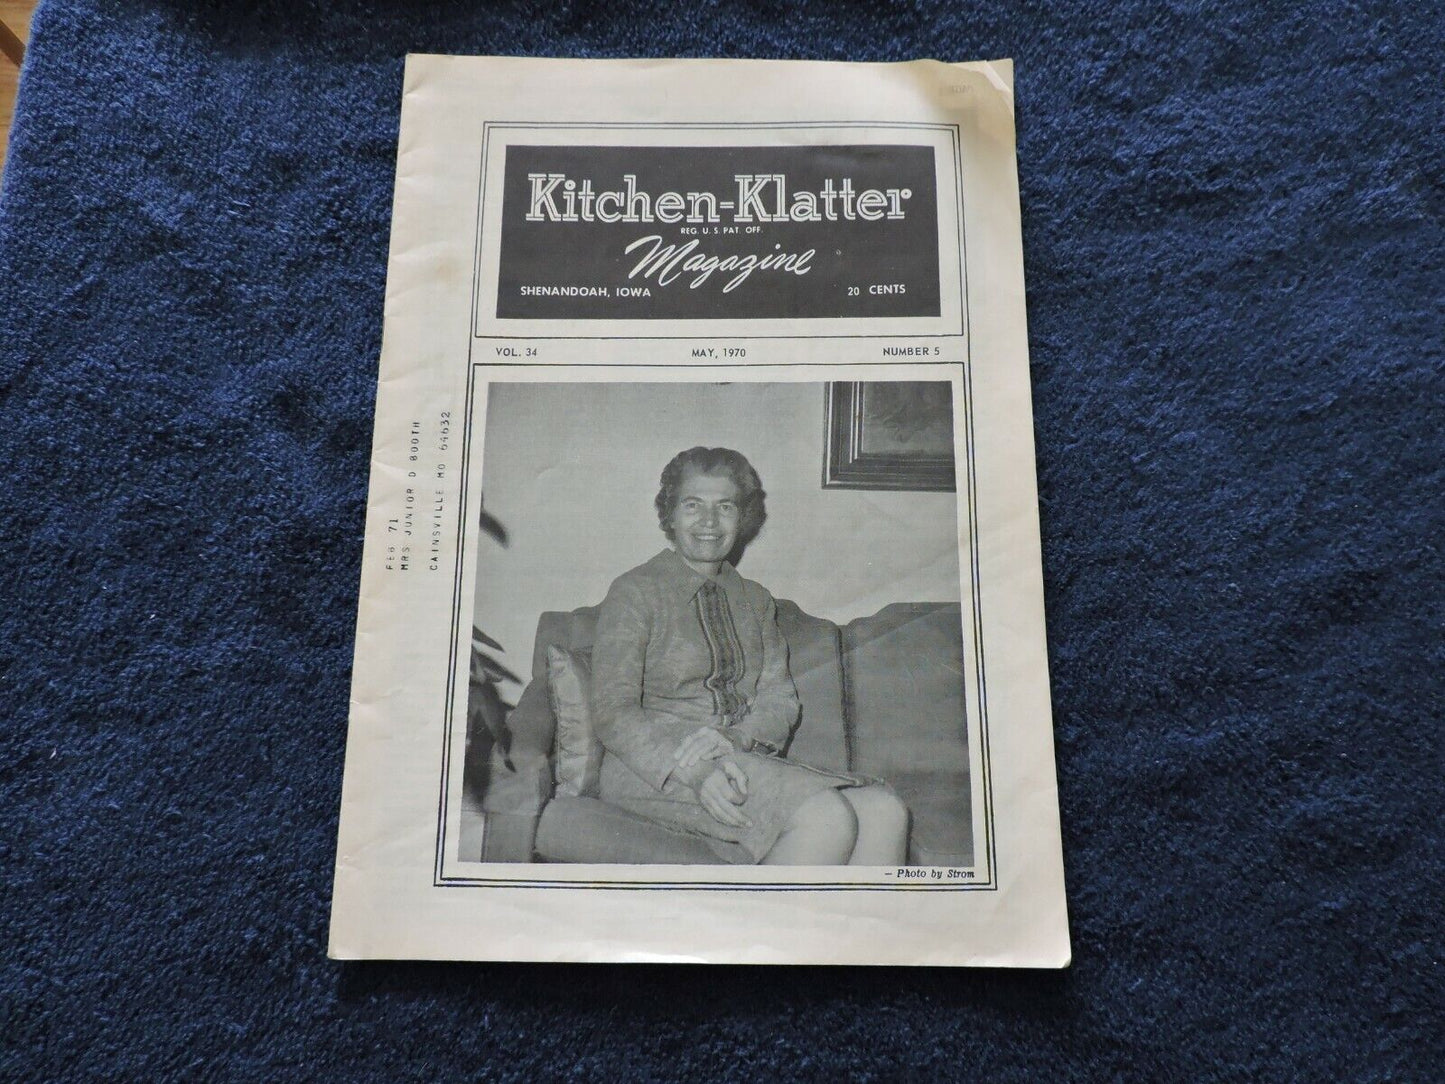 Kitchen-Klatter
REG. U. S. PAT. OFF.
Magazine
SHENANDOAH, IOWA
20 CENTS
VOL. 34
MAY, 1970
NUMBER 5
FEB 71
MRS JUNIOR D BOOTH
CAINSVILLE MO 64632
— Photo by Strom